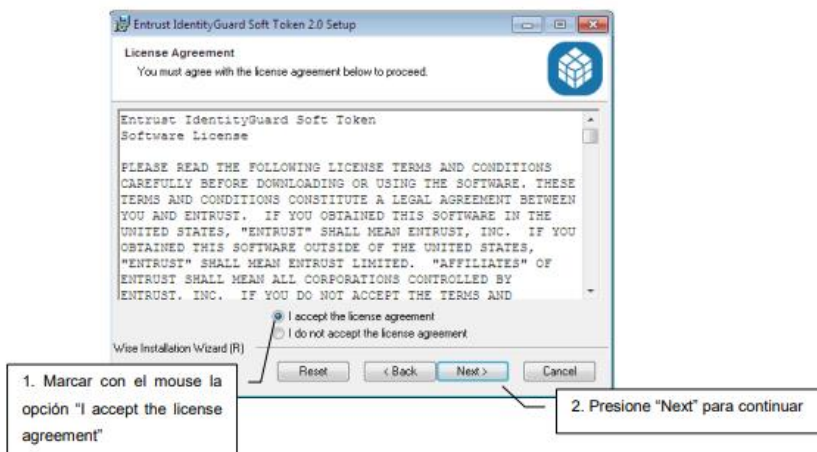 Entrust IdentityGuard Soft Token 2.0 Setup
License Agreement
You must agree with the license agreement below to proceed.
Entrust IdentityGuard Soft Token
Software License
PLEASE READ THE FOLLOWING LICENSE TERMS AND CONDITIONS
CAREFULLY BEFORE DOWNLOADING OR USING THE SOFTWARE. THESE
TERMS AND CONDITIONS CONSTITUTE A LEGAL AGREEMENT BETWEEN
YOU AND ENTRUST. IF YOU OBTAINED THIS SOFTWARE IN THE
UNITED STATES, "ENTRUST" SHALL MEAN ENTRUST, INC. IF YOU
OBTAINED THIS SOFTWARE OUTSIDE OF THE UNITED STATES,
"ENTRUST" SHALL MEAN ENTRUST LIMITED. "AFFILIATES" OF
ENTRUST SHALL MEAN ALL CORPORATIONS CONTROLLED BY
ENTRUST, INC. IF YOU DO NOT ACCEPT THE TERMS AND
I accept the license agreement
I do not accept the license agreement
Wise Installation Wizard (R)
Reset
< Back
Next >
Cancel
1. Marcar con el mouse la
opción “I accept the license
agreement”
2. Presione “Next” para continuar